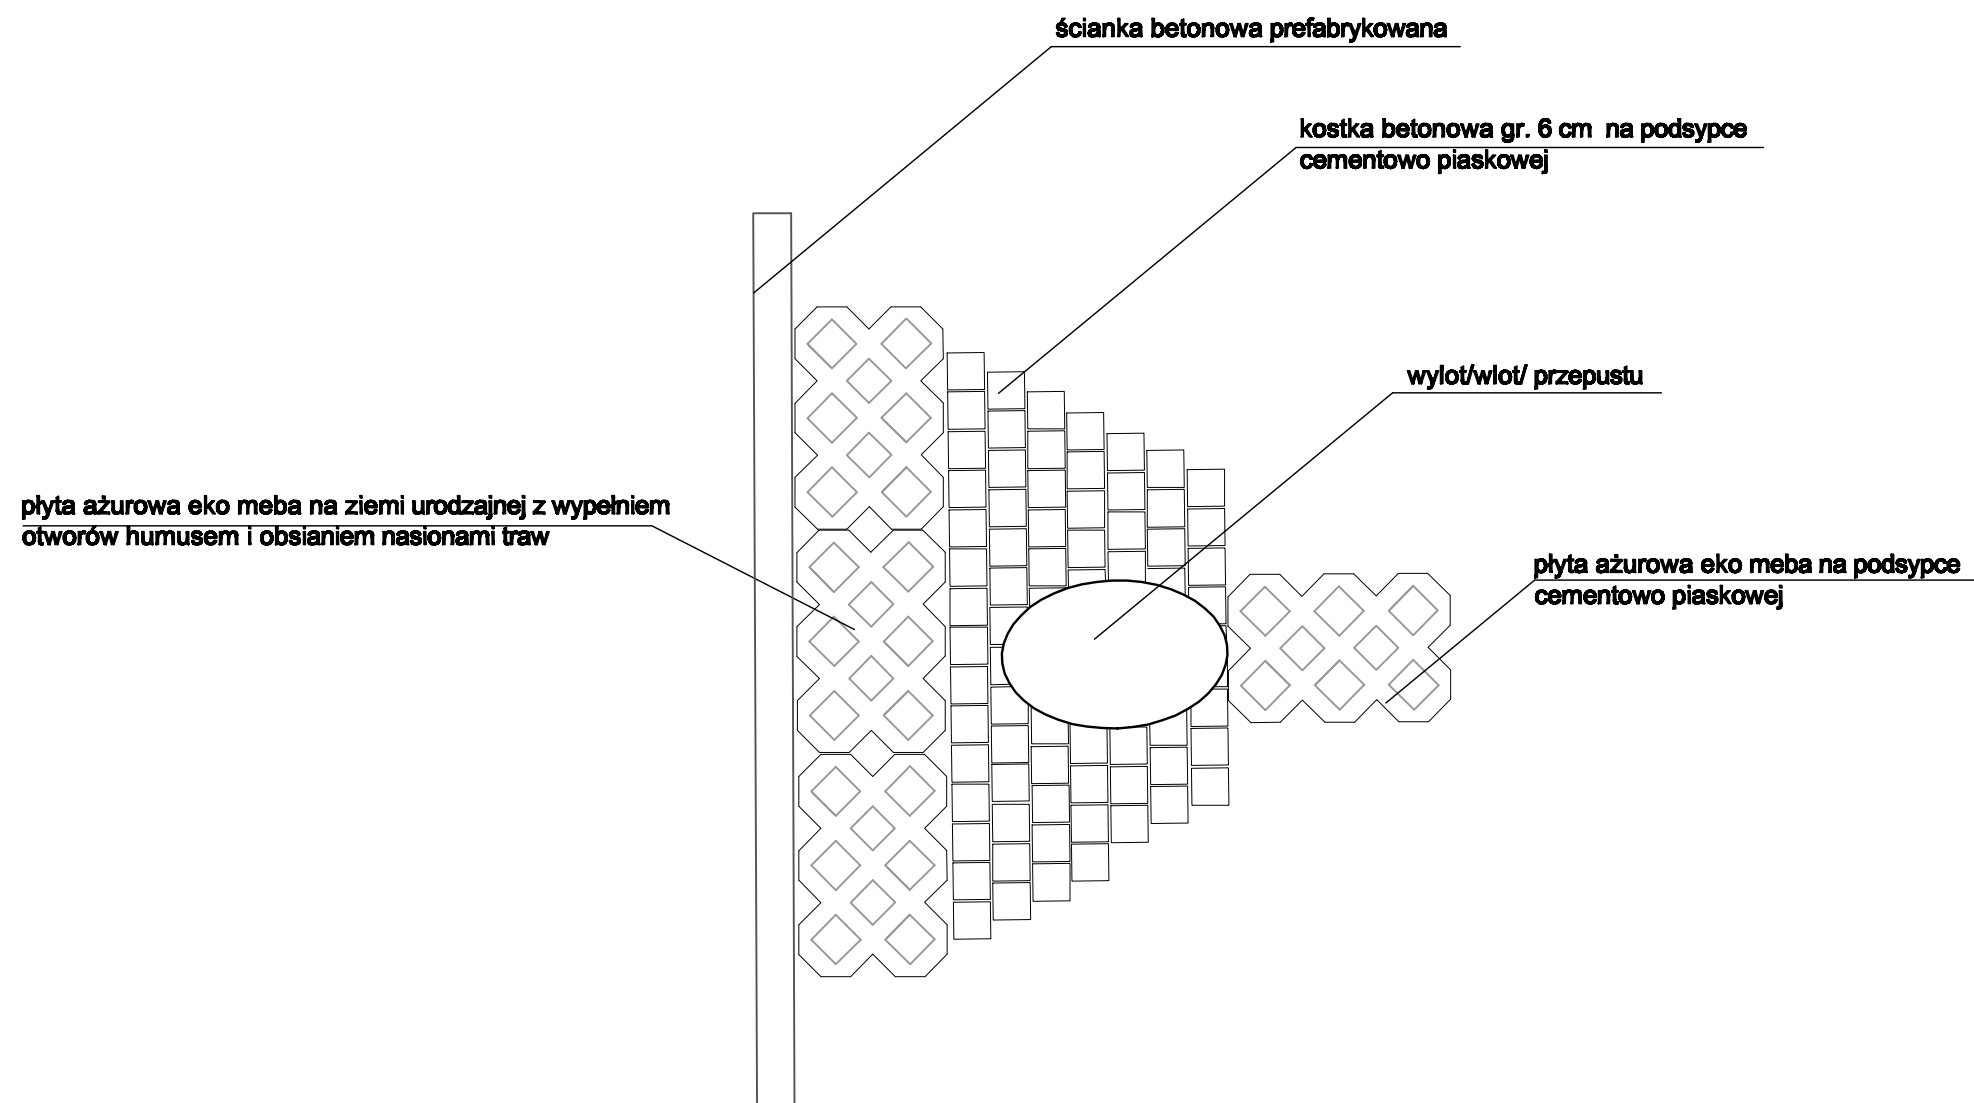 ścianka betonowa prefabrykowana
kostka betonowa gr. 6 cm na podsypce
cementowo piaskowej
wylot/wlot/ przepustu
płyta ażurowa eko meba na ziemi urodzajnej z wypełniem
otworów humusem i obsianiem nasionami traw
płyta ażurowa eko meba na podsypce
cementowo piaskowej